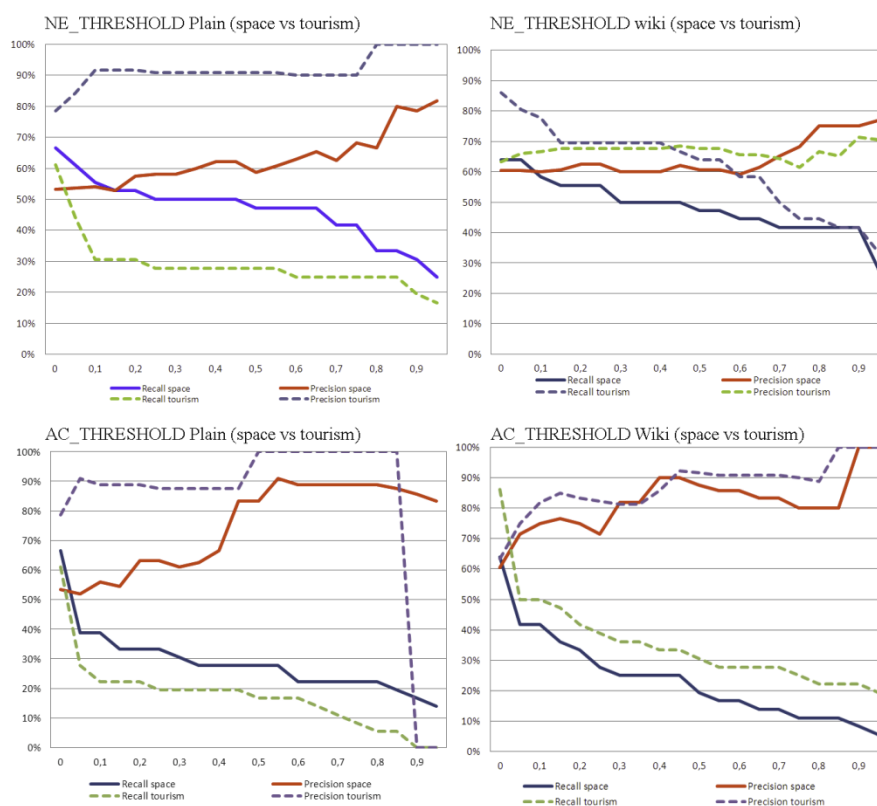 NE_THRESHOLD Plain (space vs tourism)
100%
90%
80%
70%
60%
50%
40%
30%
20%
10%
0%
0 0,1 0,2 0,3 0,4 0,5 0,6 0,7 0,8 0,9
Recall space Precision space
Recall tourism Precision tourism
NE_THRESHOLD wiki (space vs tourism)
100%
90%
80%
70%
60%
50%
40%
30%
20%
10%
0%
0 0,1 0,2 0,3 0,4 0,5 0,6 0,7 0,8 0,9
Recall space Precision space
Recall tourism Precision tourism
AC_THRESHOLD Plain (space vs tourism)
100%
90%
80%
70%
60%
50%
40%
30%
20%
10%
0%
0 0,1 0,2 0,3 0,4 0,5 0,6 0,7 0,8 0,9
Recall space Precision space
Recall tourism Precision tourism
AC_THRESHOLD Wiki (space vs tourism)
100%
90%
80%
70%
60%
50%
40%
30%
20%
10%
0%
0 0,1 0,2 0,3 0,4 0,5 0,6 0,7 0,8 0,9
Recall space Precision space
Recall tourism Precision tourism